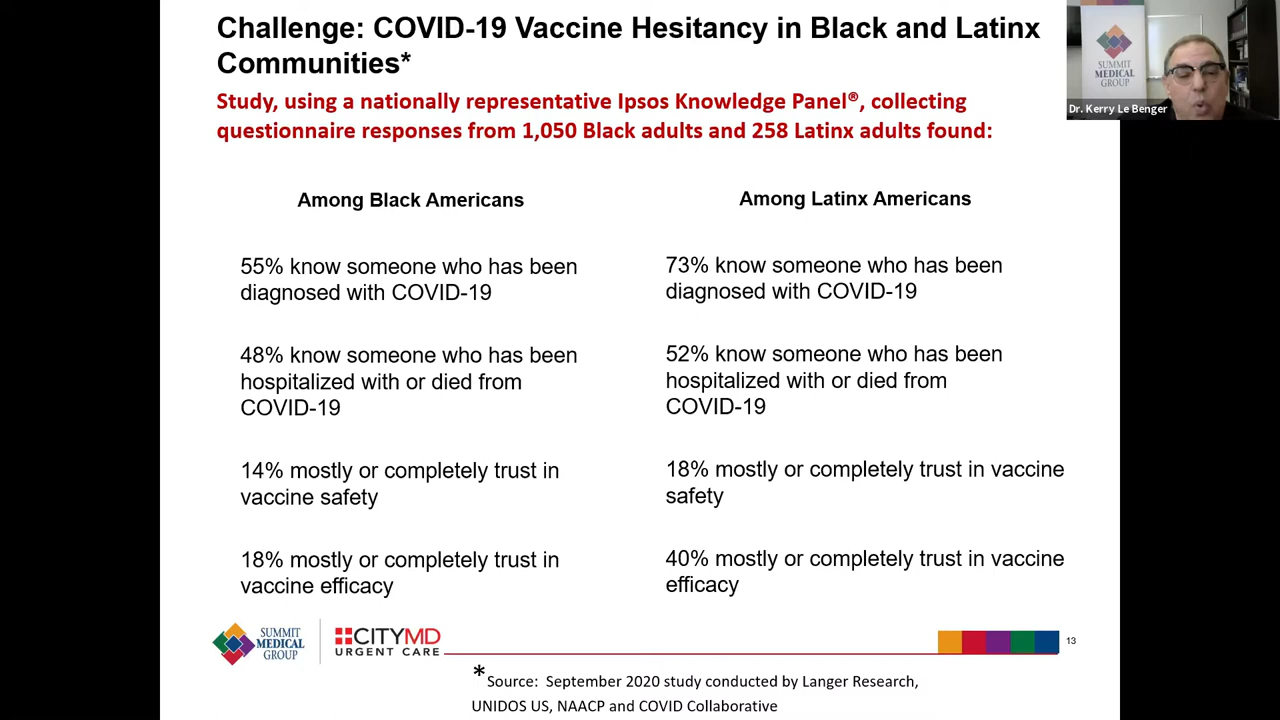 Challenge: COVID-19 Vaccine Hesitancy in Black and Latinx
Communities*
Study, using a nationally representative Ipsos Knowledge Panel®, collecting
questionnaire responses from 1,050 Black adults and 258 Latinx adults found:
SUMMIT
MEDICAL
GROUP
Dr. Kerry Le Benger
Among Black Americans
55% know someone who has been
diagnosed with COVID-19
48% know someone who has been
hospitalized with or died from
COVID-19
14% mostly or completely trust in
vaccine safety
18% mostly or completely trust in
vaccine efficacy
Among Latinx Americans
73% know someone who has been
diagnosed with COVID-19
52% know someone who has been
hospitalized with or died from
COVID-19
18% mostly or completely trust in vaccine
safety
40% mostly or completely trust in vaccine
efficacy
SUMMIT
MEDICAL
GROUP
CITYMD
URGENT CARE
13
*Source: September 2020 study conducted by Langer Research,
UNIDOS US, NAACP and COVID Collaborative